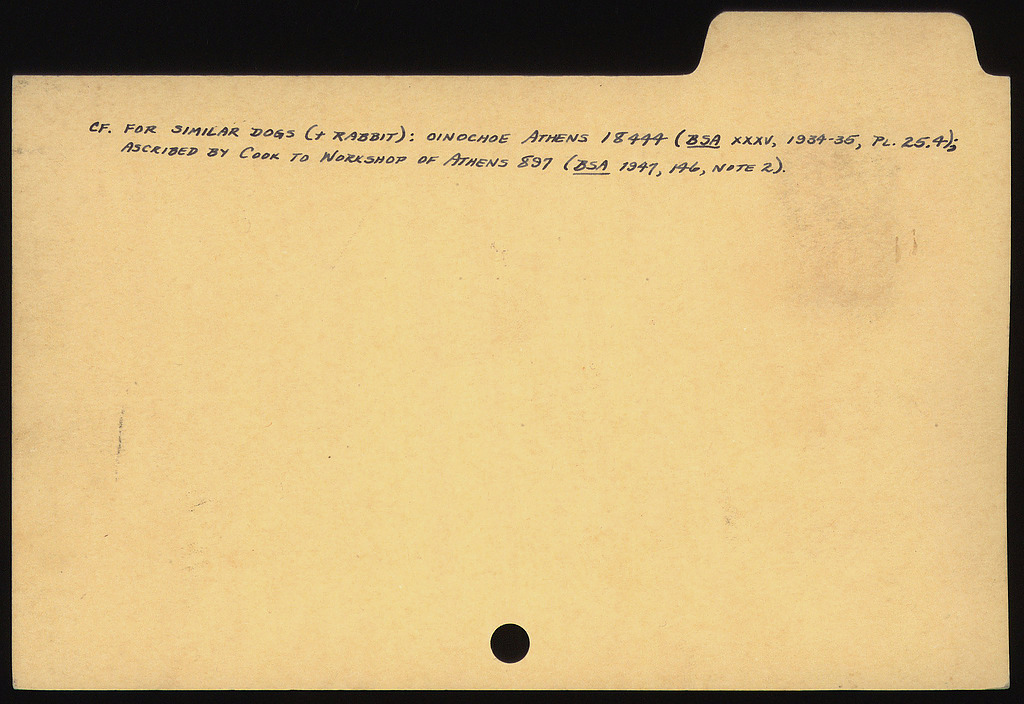 CF. FOR SIMILAR DOGS (+ RABBIT): OINOCHOE ATHENS 18444 (BSA XXXV, 1934-35, PL. 25.4);
ASCRIBED BY COOK TO WORKSHOP OF ATHENS 897 (BSA 1947, 146, NOTE 2).